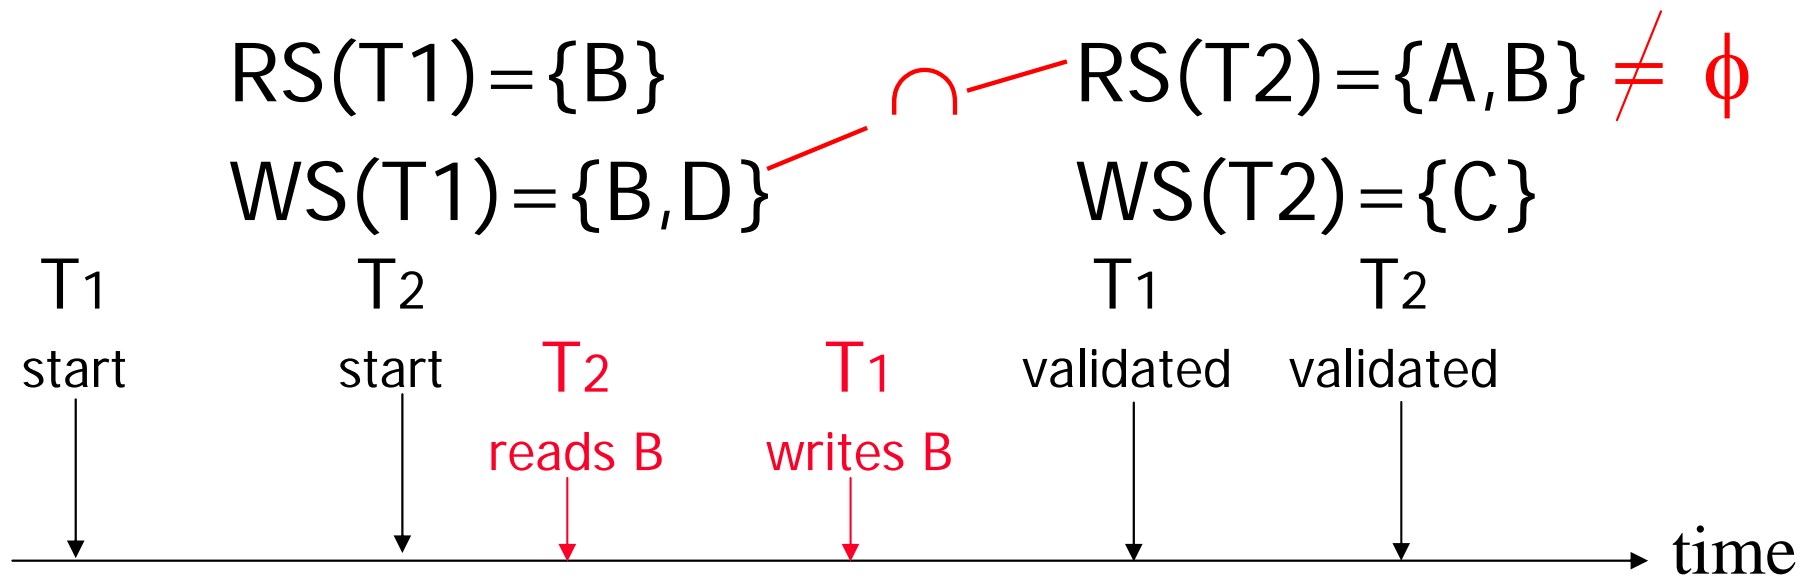 RS(T1)={B} ∩ RS(T2)={A,B} ≠ ϕ
WS(T1)={B,D} WS(T2)={C}
T1 T2 T1 T2
start start T2 T1 validated validated
reads B writes B
time